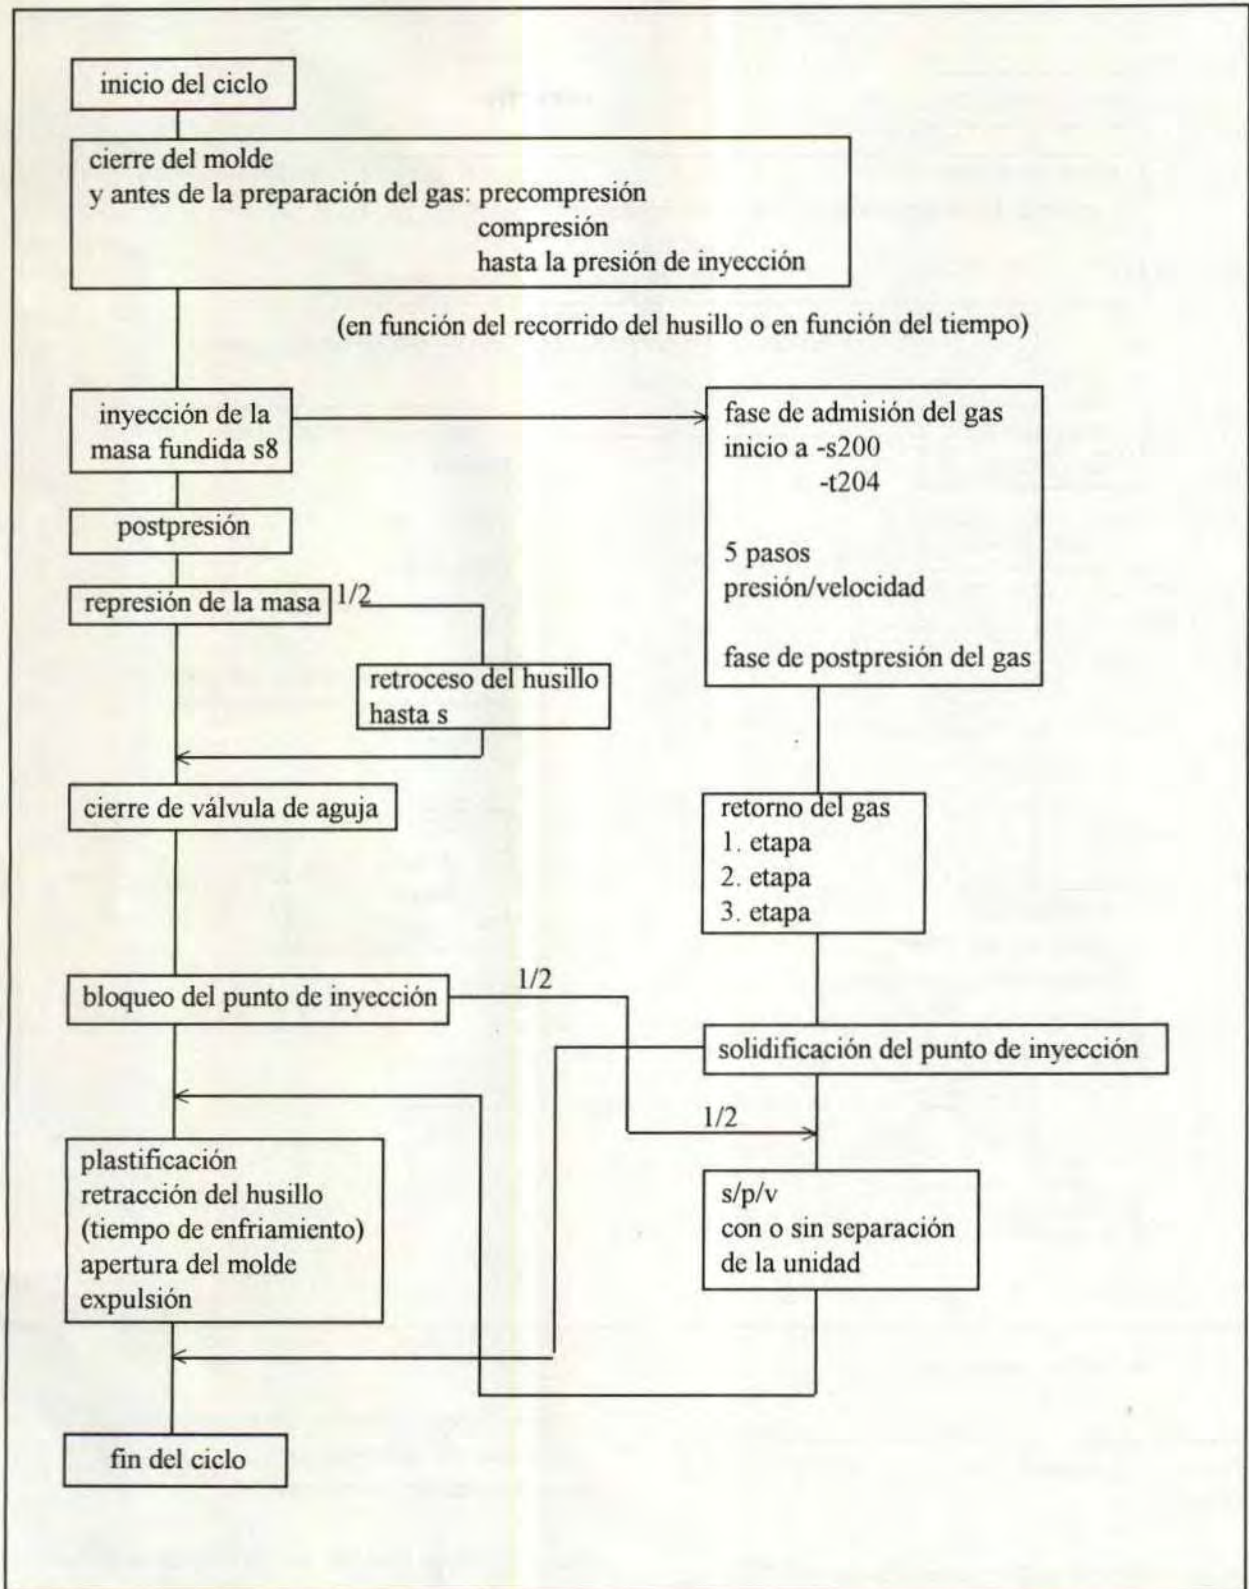 inicio del ciclo
cierre del molde
y antes de la preparación del gas: precompresión
compresión
hasta la presión de inyección
(en función del recorrido del husillo o en función del tiempo)
inyección de la
masa fundida s8
postpresión
represión de la masa
1/2
retroceso del husillo
hasta s
cierre de válvula de aguja
bloqueo del punto de inyección
1/2
plastificación
retracción del husillo
(tiempo de enfriamiento)
apertura del molde
expulsión
fin del ciclo
fase de admisión del gas
inicio a -s200
-t204
5 pasos
presión/velocidad
fase de postpresión del gas
retorno del gas
1. etapa
2. etapa
3. etapa
solidificación del punto de inyección
1/2
s/p/v
con o sin separación
de la unidad